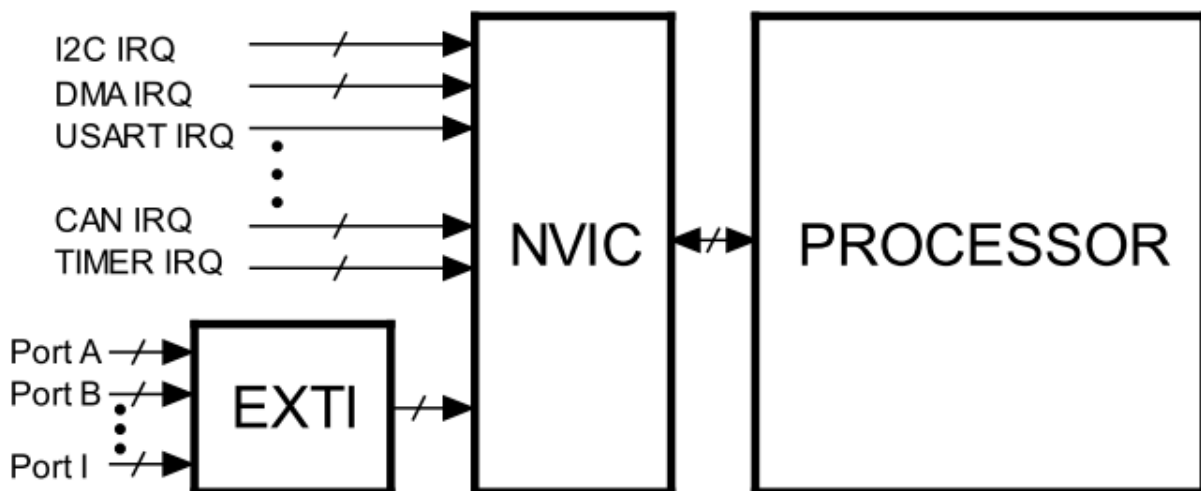 I2C IRQ
DMA IRQ
USART IRQ
CAN IRQ
TIMER IRQ
NVIC
PROCESSOR
Port A
Port B
Port I
EXTI